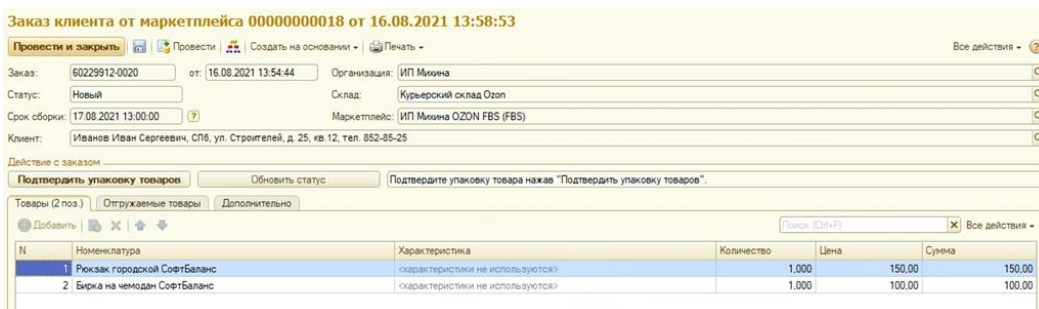 Заказ клиента от маркетплейса 00000000018 от 16.08.2021 13:58:53
Провести и закрыть Провести Создать на основании Печать Все действия
Заказ: 60229912-0020 от: 16.08.2021 13:54:44 Организация: ИП Михина
Статус: Новый Склад: Курьерский склад Ozon
Срок сборки: 17.08.2021 13:00:00 ? Маркетплейс: ИП Михина OZON FBS (FBS)
Клиент: Иванов Иван Сергеевич, СПб, ул. Строителей, д. 25, кв.12, тел. 852-85-25
Действие с заказом
Подтвердить упаковку товаров Обновить статус Подтвердите упаковку товара нажав "Подтвердить упаковку товаров".
Товары (2 поз.) Отгружаемые товары Дополнительно
Добавить Поиск (Ctrl+F) Все действия
N Номенклатура Характеристика Количество Цена Сумма
1 Рюкзак городской СофтБаланс <характеристики не используются> 1,000 150,00 150,00
2 Бирка на чемодан СофтБаланс <характеристики не используются> 1,000 100,00 100,00